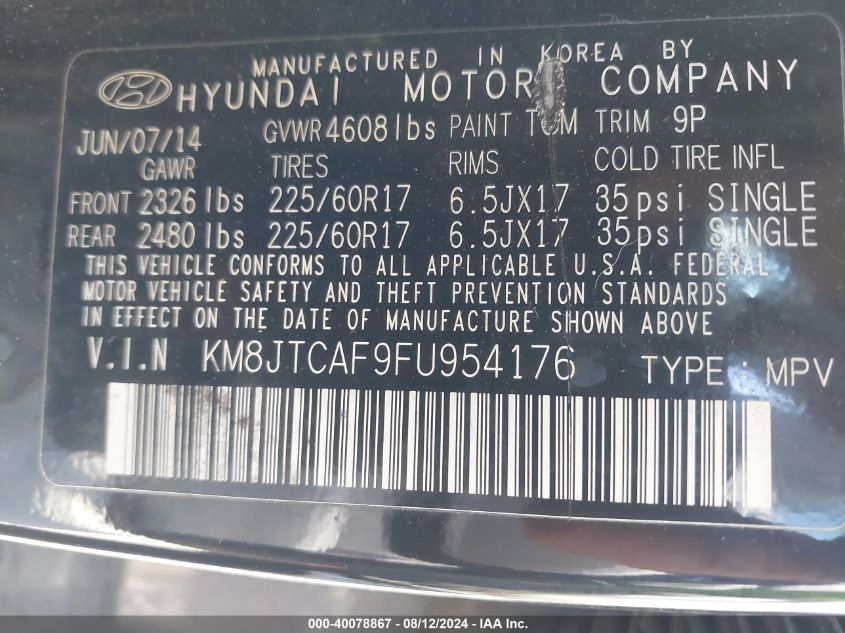 MANUFACTURED IN KOREA BY
HYUNDAI MOTOR COMPANY
JUN/07/14 GVWR 4608lbs PAINT TCM TRIM 9P
GAWR TIRES RIMS COLD TIRE INFL
FRONT 2326 lbs 225/60R17 6.5JX17 35psi SINGLE
REAR 2480 lbs 225/60R17 6.5JX17 35psi SINGLE
THIS VEHICLE CONFORMS TO ALL APPLICABLE U.S.A. FEDERAL
MOTOR VEHICLE SAFETY AND THEFT PREVENTION STANDARDS
IN EFFECT ON THE DATE OF MANUFACTURE SHOWN ABOVE.
V.I.N KM8JTCAF9FU954176 TYPE : MPV
000-40078867 - 08/12/2024 - IAA Inc.